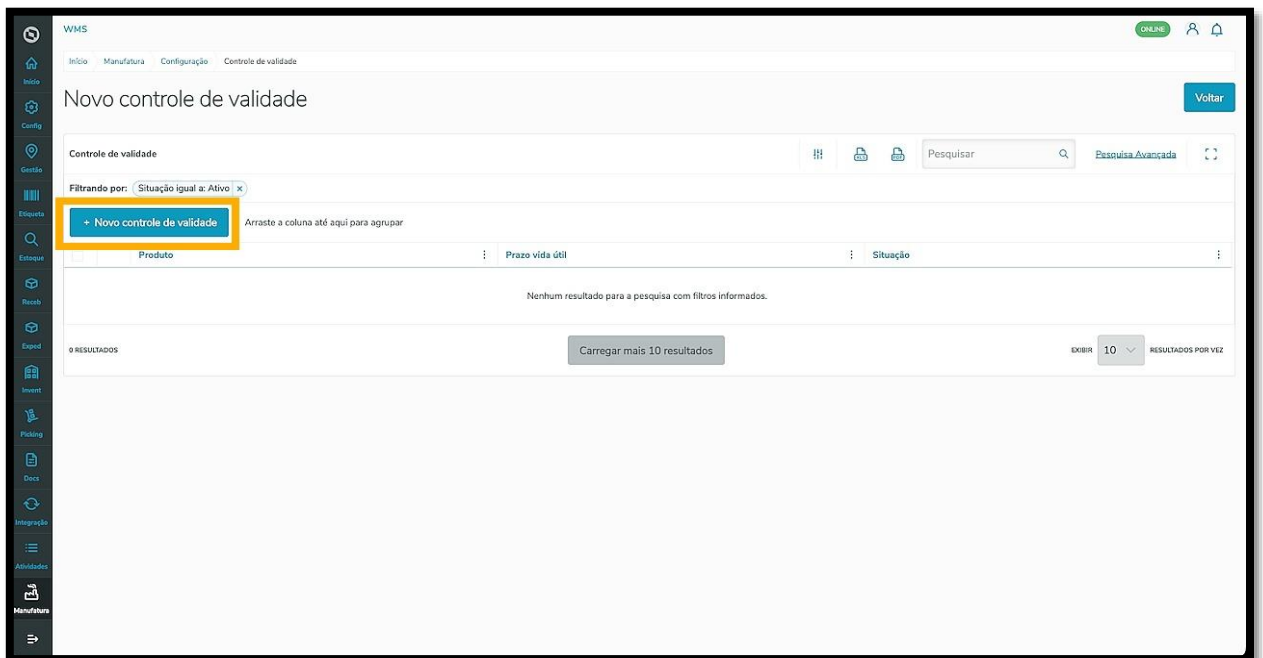 WMS
ONLINE
Início
Manufatura
Configuração
Controle de validade
Novo controle de validade
Voltar
Controle de validade
XLS
PDF
Pesquisar
Pesquisa Avançada
Filtrando por: Situação igual a: Ativo ×
+ Novo controle de validade
Arraste a coluna até aqui para agrupar
Produto
Prazo vida útil
Situação
Nenhum resultado para a pesquisa com filtros informados.
0 RESULTADOS
Carregar mais 10 resultados
EXIBIR 10 RESULTADOS POR VEZ
Início
Config
Gestão
Etiqueta
Estoque
Receb
Exped
Invent
Picking
Docs
Integração
Atividades
Manufatura